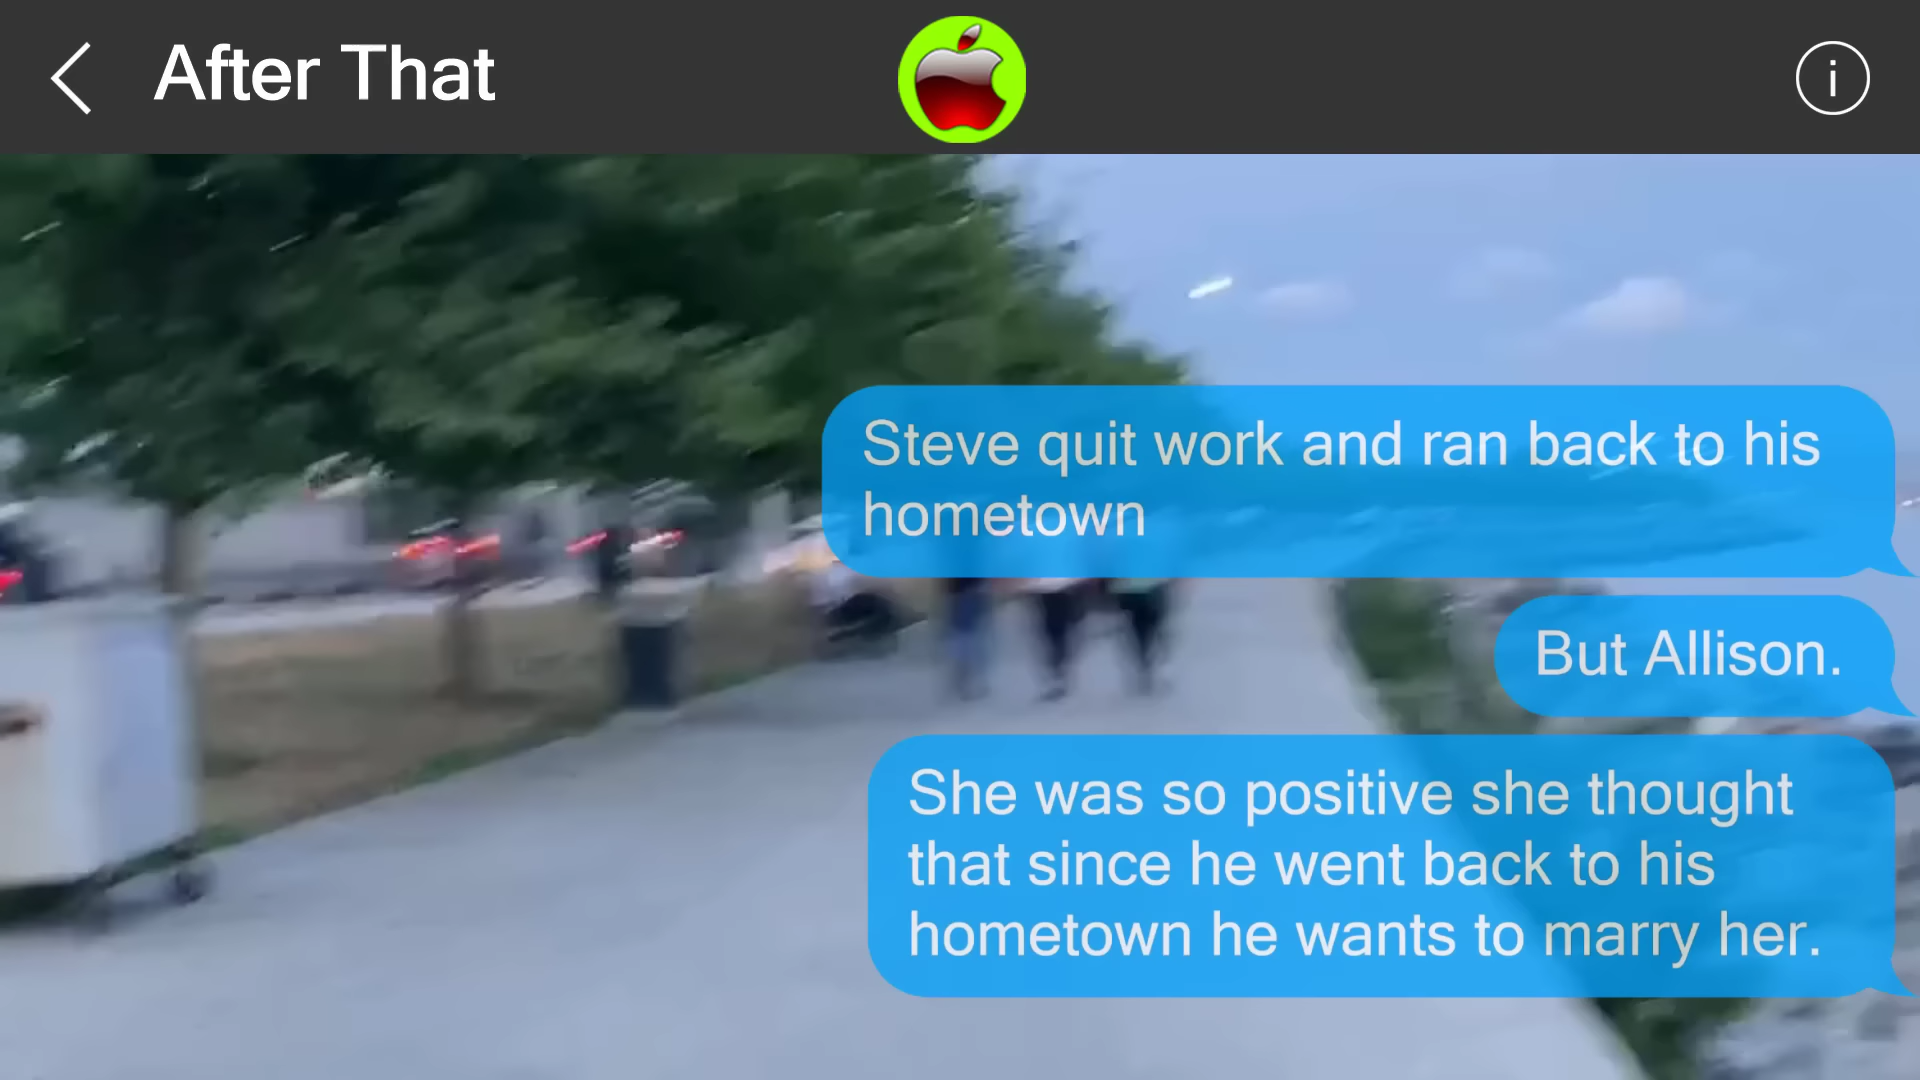 After That
i
Steve quit work and ran back to his
hometown
But Allison.
She was so positive she thought
that since he went back to his
hometown he wants to marry her.